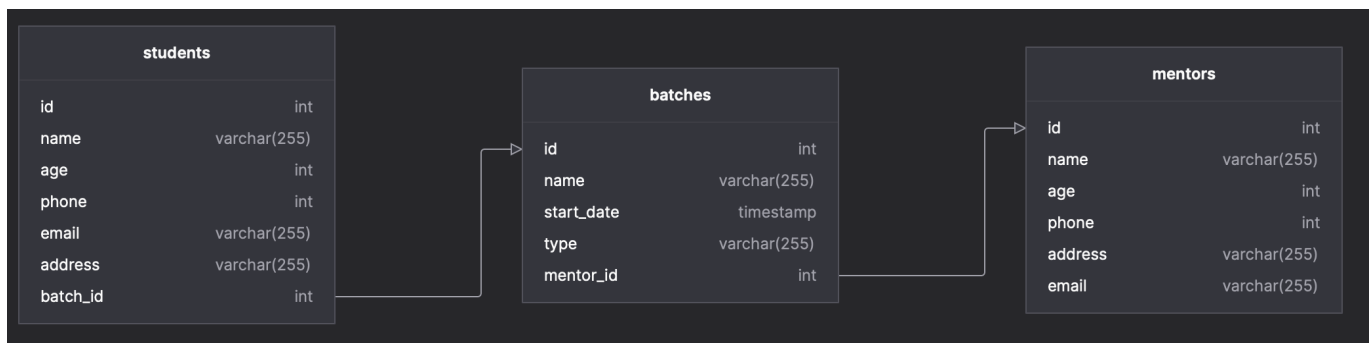 students
id int
name varchar(255)
age int
phone int
email varchar(255)
address varchar(255)
batch_id int
batches
id int
name varchar(255)
start_date timestamp
type varchar(255)
mentor_id int
mentors
id int
name varchar(255)
age int
phone int
address varchar(255)
email varchar(255)